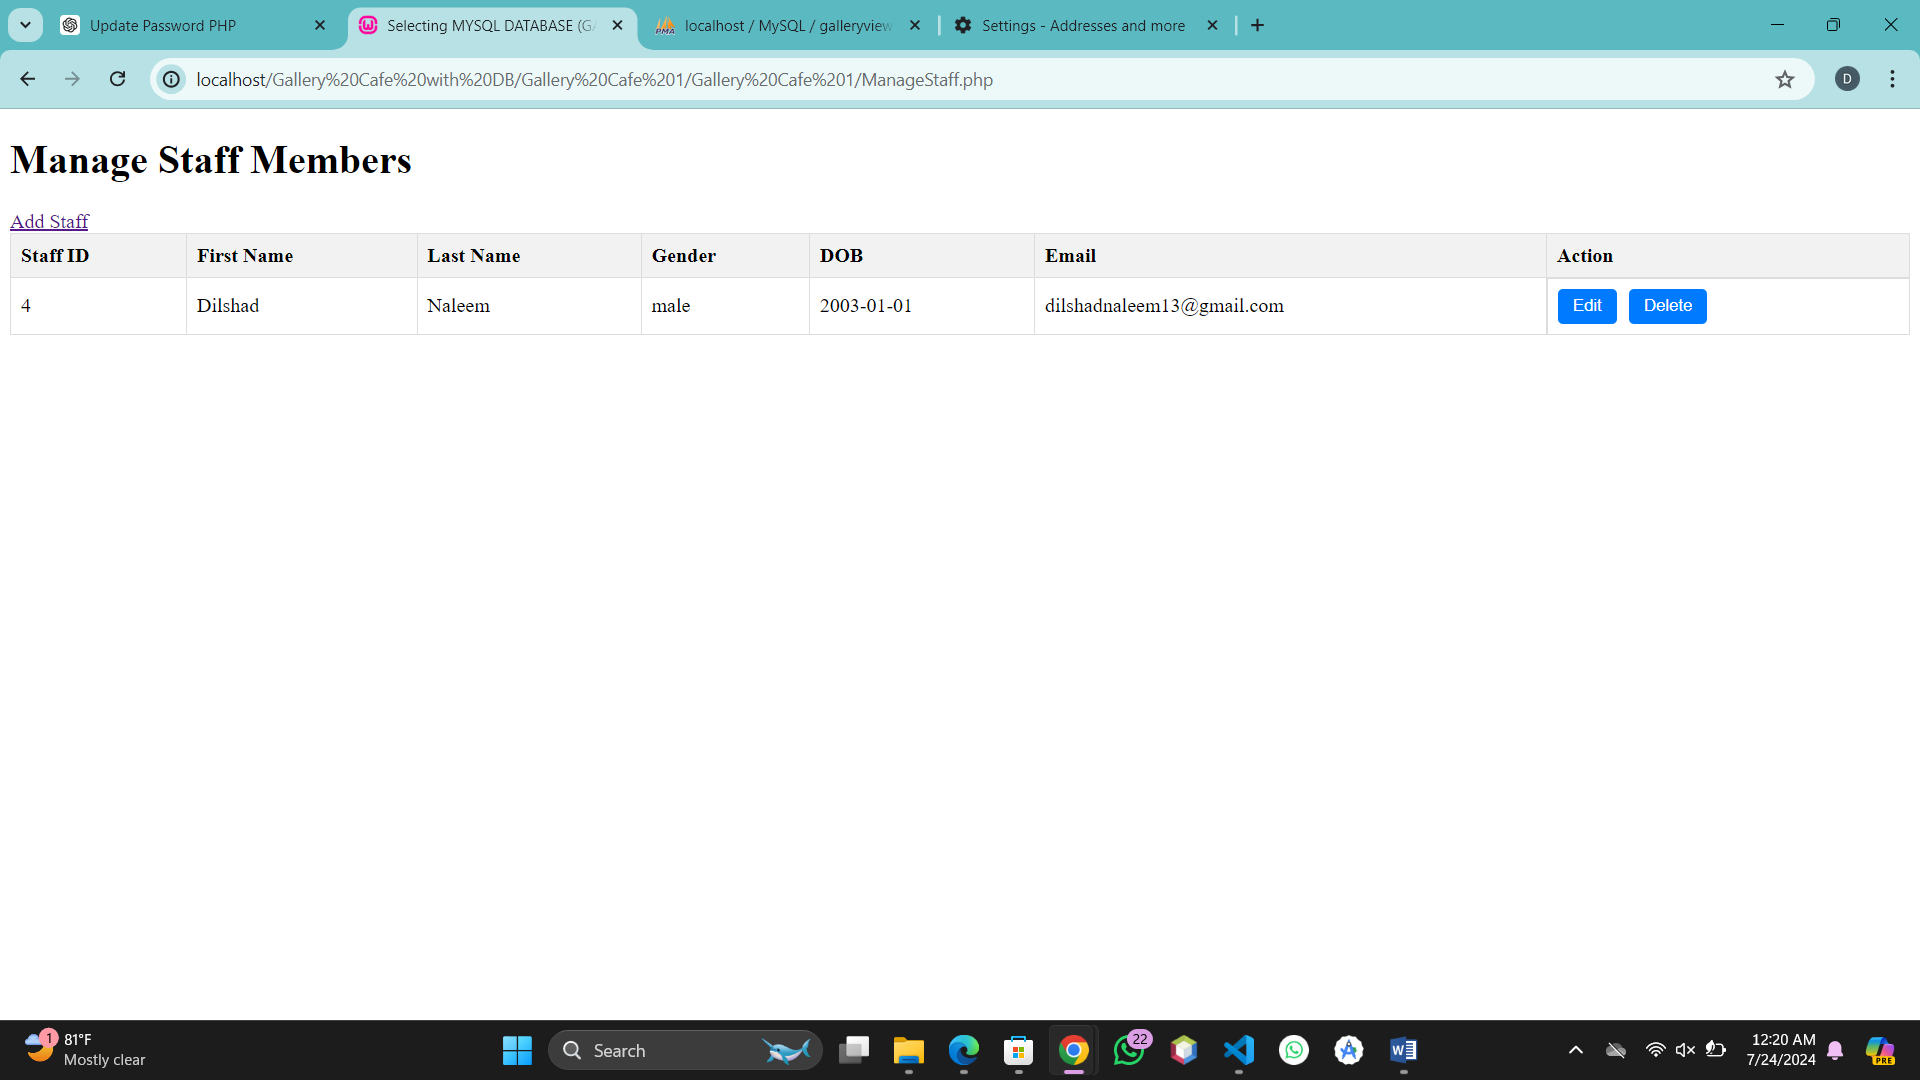 Update Password PHP
Selecting MYSQL DATABASE (GA
localhost / MySQL / galleryview
Settings - Addresses and more
localhost/Gallery%20Cafe%20with%20DB/Gallery%20Cafe%201/Gallery%20Cafe%201/ManageStaff.php
D
Manage Staff Members
Add Staff
Staff ID First Name Last Name Gender DOB Email Action
4 Dilshad Naleem male 2003-01-01 dilshadnaleem13@gmail.com Edit Delete
1
81°F
Mostly clear
Search
22
12:20 AM
7/24/2024
PRE